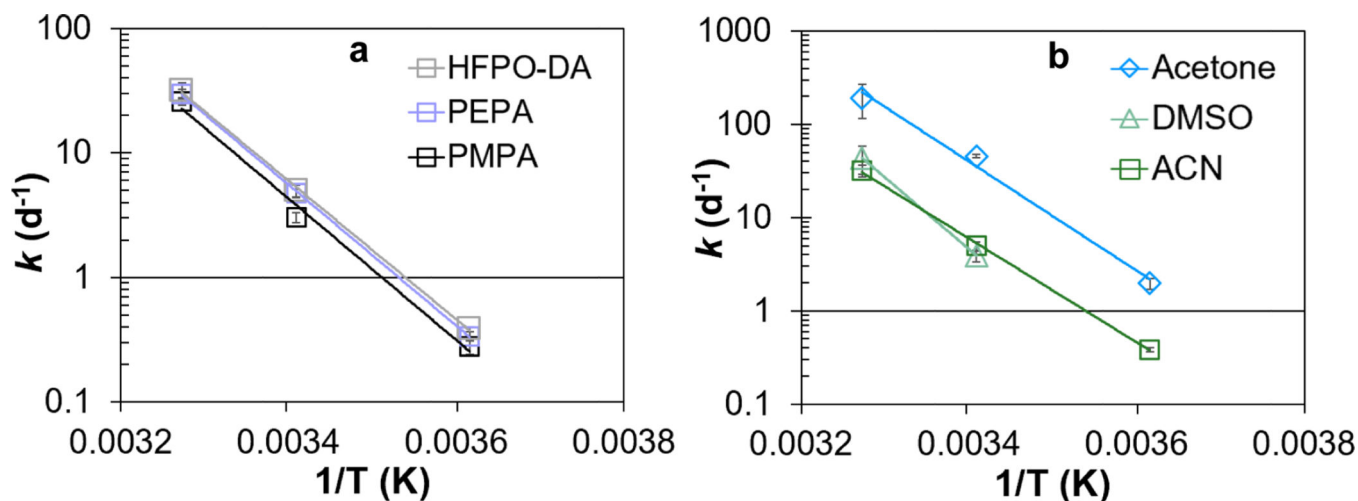 a
100
10
1
0.1
k (d⁻¹)
HFPO-DA
PEPA
PMPA
0.0032 0.0034 0.0036 0.0038
1/T (K)
b
1000
100
10
1
0.1
k (d⁻¹)
Acetone
DMSO
ACN
0.0032 0.0034 0.0036 0.0038
1/T (K)